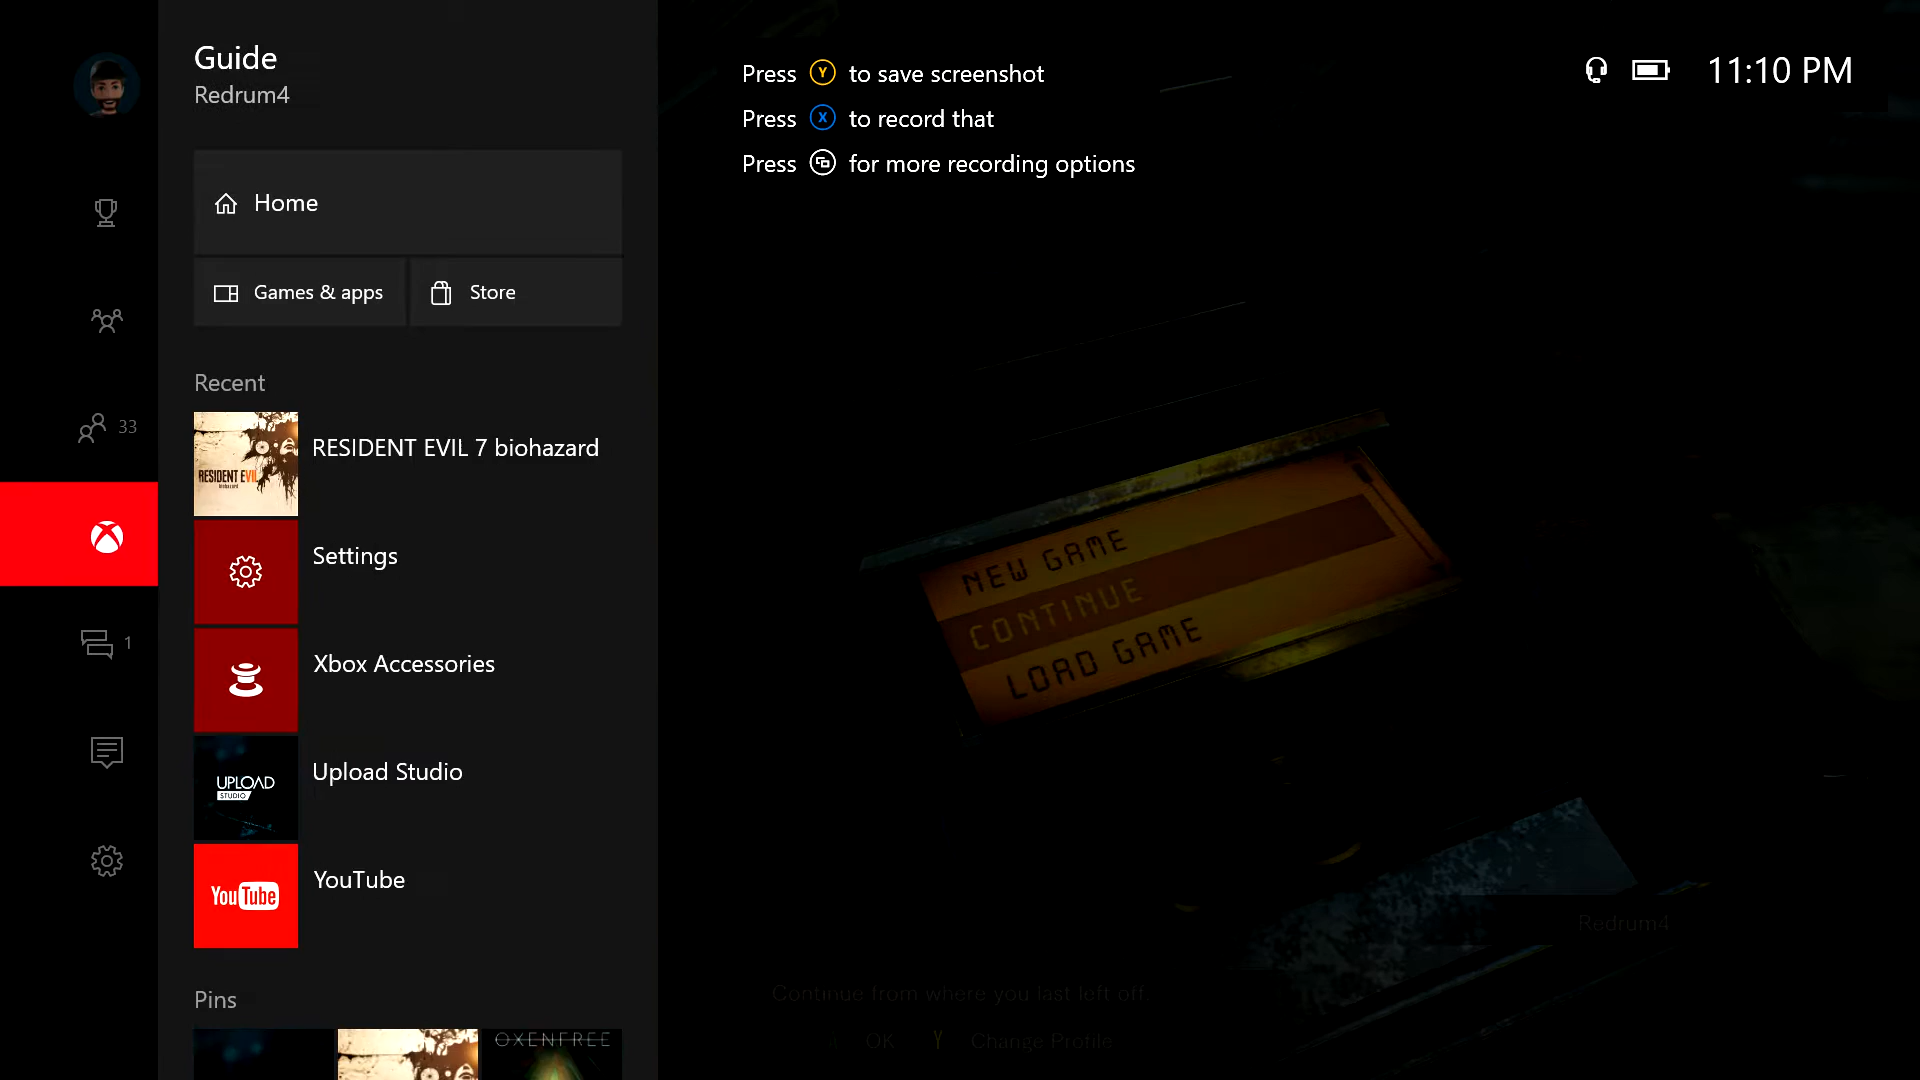 Guide
Redrum4
Home
Games & apps
Store
Recent
RESIDENT EVIL
biohazard
RESIDENT EVIL 7 biohazard
Settings
Xbox Accessories
UPLOAD
STUDIO
Upload Studio
YouTube
YouTube
Pins
OXENFREE
33
1
Press Y to save screenshot
Press X to record that
Press for more recording options
11:10 PM
NEW GAME
CONTINUE
LOAD GAME
Redrum4
Continue from where you last left off.
OK Y Change Profile